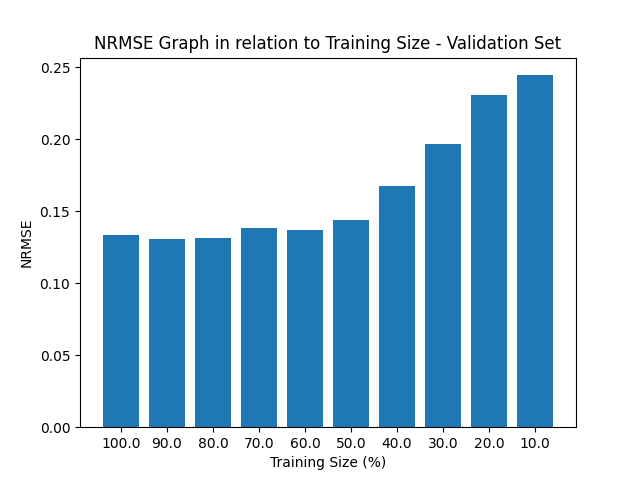 NRMSE Graph in relation to Training Size - Validation Set
0.25
0.20
0.15
0.10
0.05
0.00
NRMSE
100.0 90.0 80.0 70.0 60.0 50.0 40.0 30.0 20.0 10.0
Training Size (%)